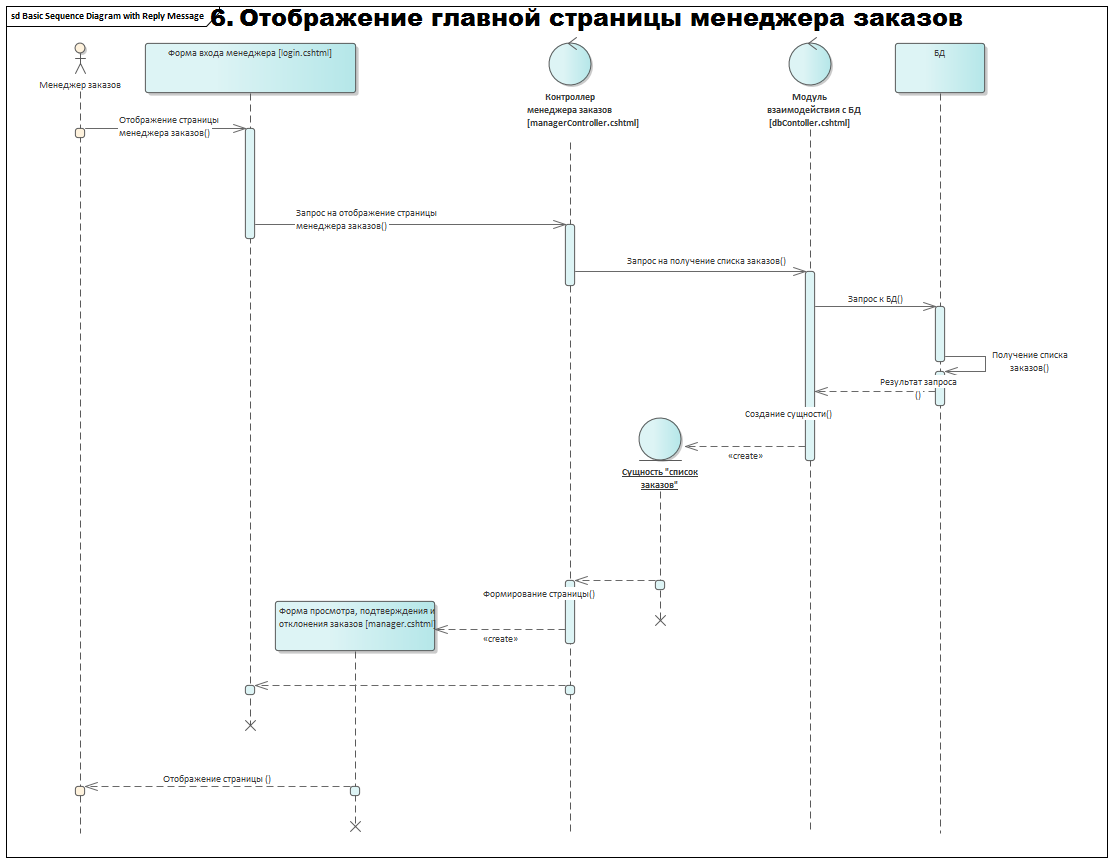 sd Basic Sequence Diagram with Reply Message
6. Отображение главной страницы менеджера заказов
Менеджер заказов
Форма входа менеджера [login.cshtml]
Контроллер
менеджера заказов
[managerController.cshtml]
Модуль
взаимодействия с БД
[dbContoller.cshtml]
БД
Отображение страницы
менеджера заказов()
Запрос на отображение страницы
менеджера заказов()
Запрос на получение списка заказов()
Запрос к БД()
Получение списка
заказов()
Результат запроса
()
Создание сущности()
«create»
Сущность "список
заказов"
Формирование страницы()
Форма просмотра, подтверждения и
отклонения заказов [manager.cshtml]
«create»
Отображение страницы ()